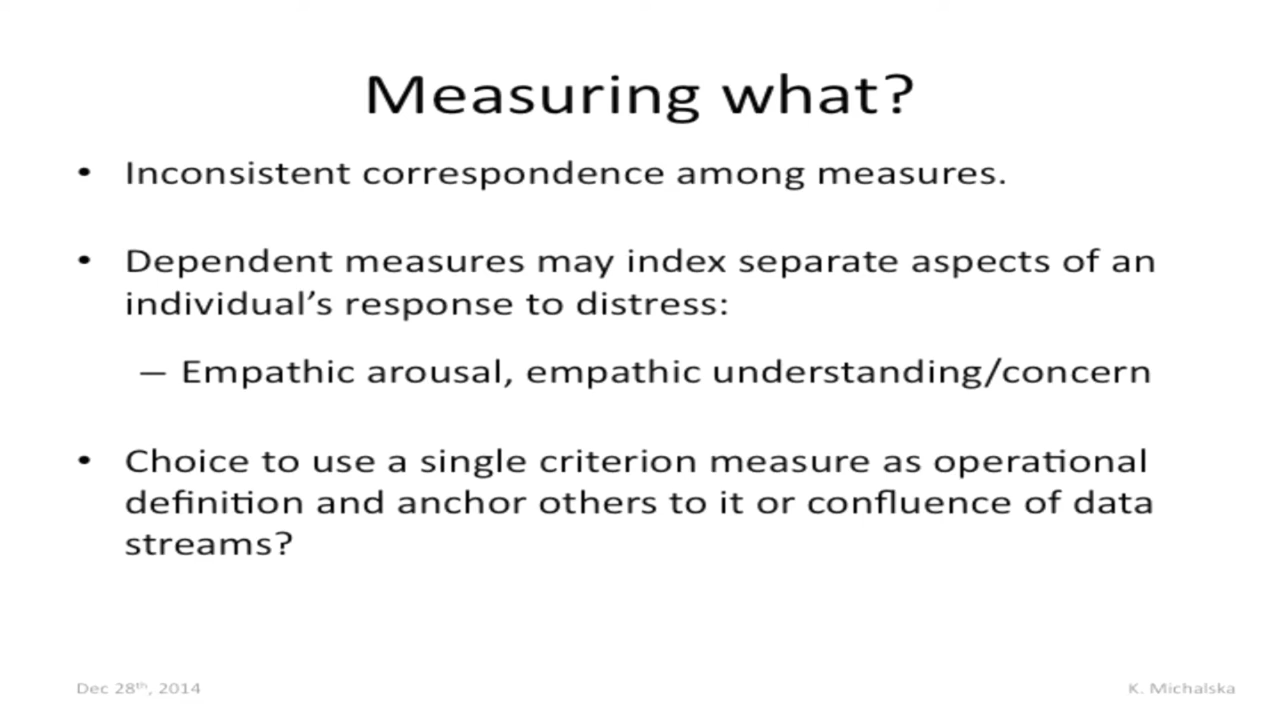 Measuring what?
• Inconsistent correspondence among measures.
• Dependent measures may index separate aspects of an
individual’s response to distress:
– Empathic arousal, empathic understanding/concern
• Choice to use a single criterion measure as operational
definition and anchor others to it or confluence of data
streams?
Dec 28th, 2014
K. Michalska